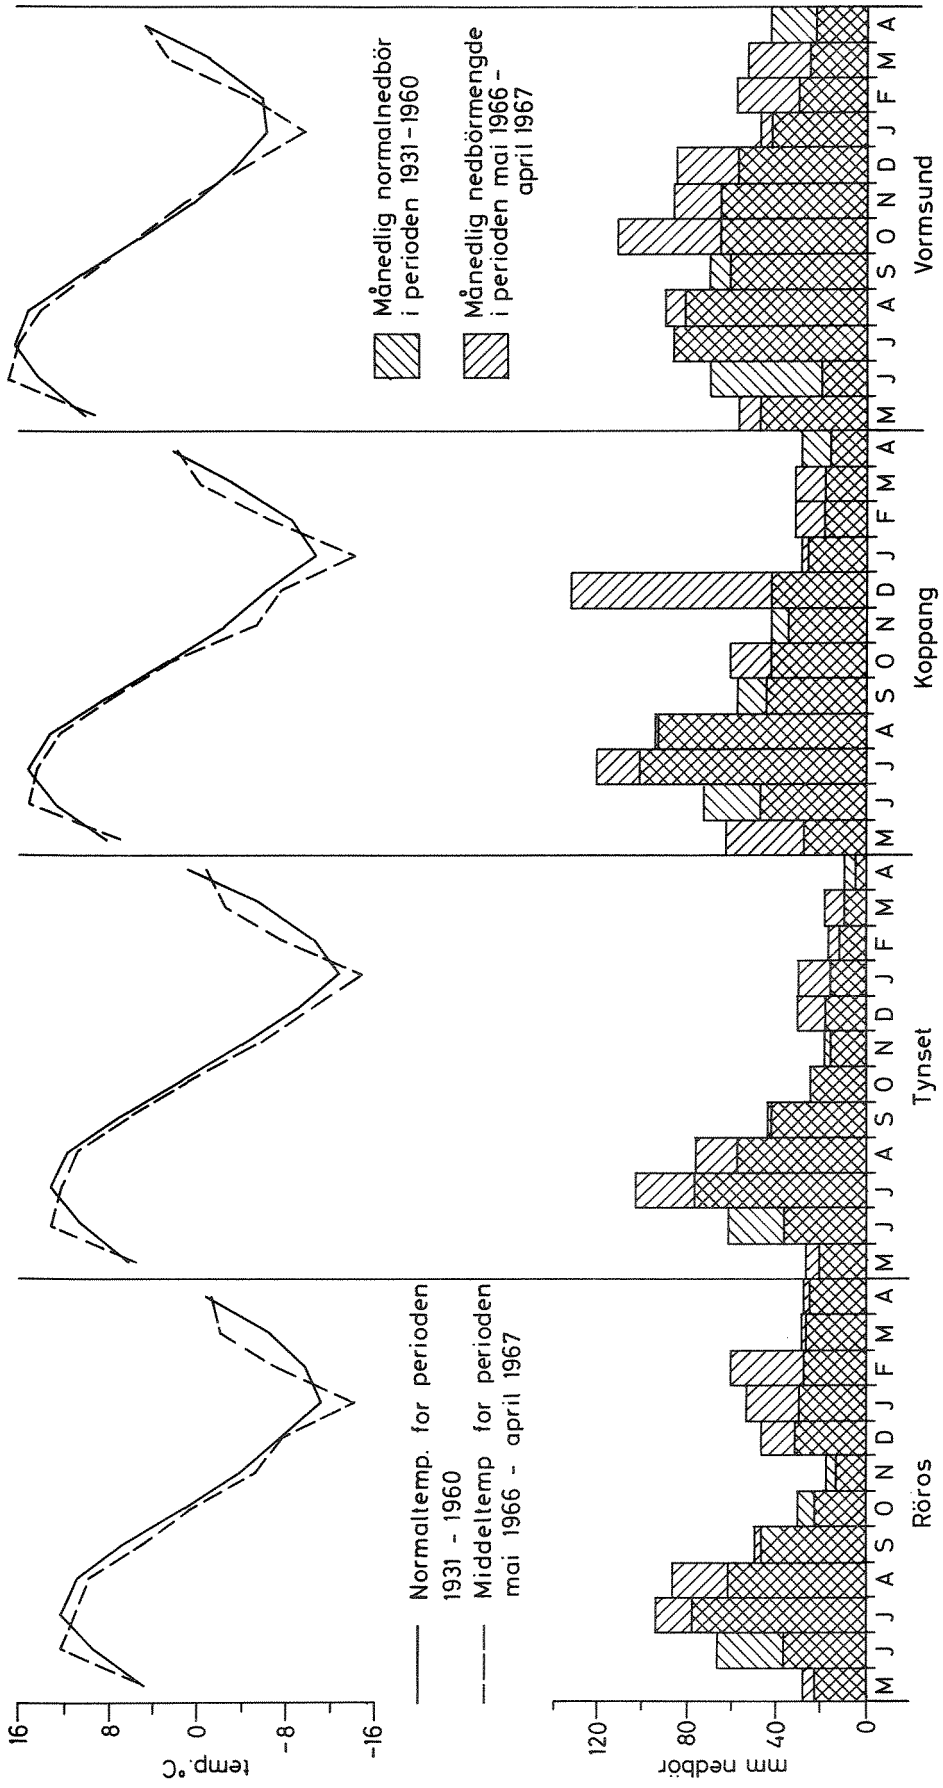 temp.°C
16
8
0
-8
-16
Normaltemp. for perioden
1931 - 1960
Middeltemp for perioden
mai 1966 - april 1967
Månedlig normalnedbör
i perioden 1931-1960
Månedlig nedbörmengde
i perioden mai 1966 -
april 1967
mm nedbör
120
80
40
0
M J J A S O N D J F M A M J J A S O N D J F M A M J J A S O N D J F M A M J J A S O N D J F M A
Röros Tynset Koppang Vormsund